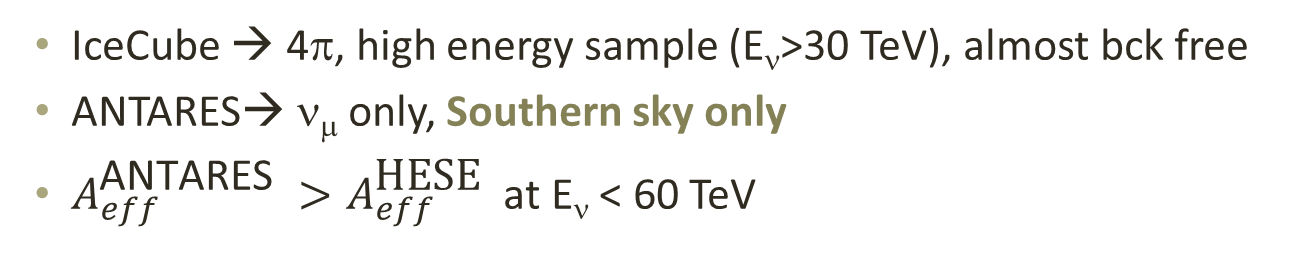 • IceCube → 4π, high energy sample (Eν>30 TeV), almost bck free
• ANTARES→ νμ only, Southern sky only
• A_eff^ANTARES > A_eff^HESE at Eν < 60 TeV